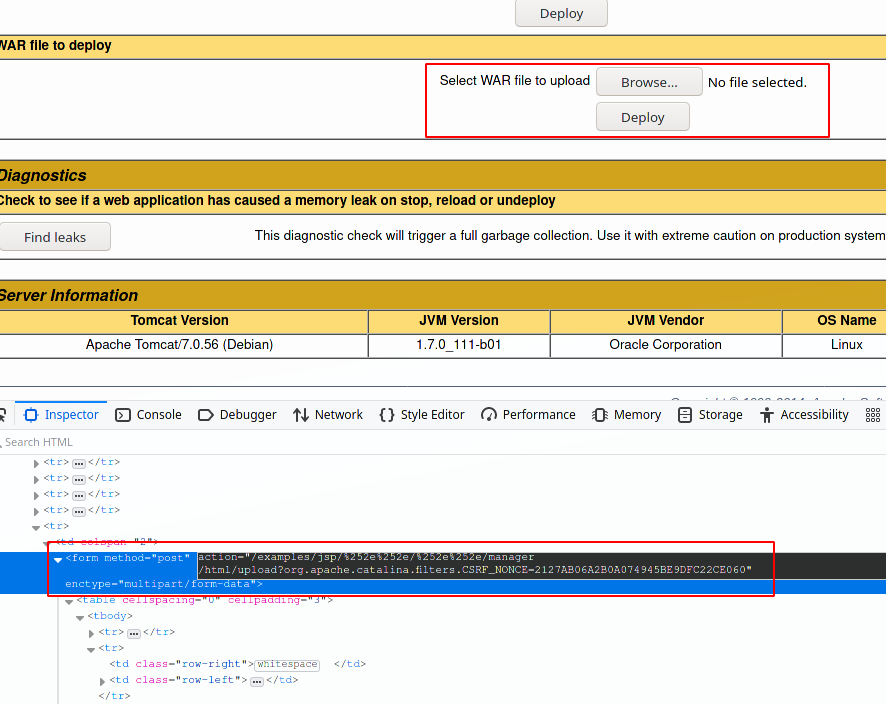 Deploy
WAR file to deploy
Select WAR file to upload Browse... No file selected.
Deploy
Diagnostics
Check to see if a web application has caused a memory leak on stop, reload or undeploy
Find leaks This diagnostic check will trigger a full garbage collection. Use it with extreme caution on production system
Server Information
Tomcat Version JVM Version JVM Vendor OS Name
Apache Tomcat/7.0.56 (Debian) 1.7.0_111-b01 Oracle Corporation Linux
Inspector Console Debugger Network Style Editor Performance Memory Storage Accessibility
Search HTML
<tr> ••• </tr>
<tr> ••• </tr>
<tr> ••• </tr>
<tr> ••• </tr>
<tr>
<td colspan="2">
<form method="post" action="/examples/jsp/%252e%252e/%252e%252e/manager
/html/upload?org.apache.catalina.filters.CSRF_NONCE=2127AB06A2B0A074945BE9DFC22CE060"
enctype="multipart/form-data">
<table cellspacing="0" cellpadding="3">
<tbody>
<tr> ••• </tr>
<tr>
<td class="row-right"> whitespace </td>
<td class="row-left"> ••• </td>
</tr>